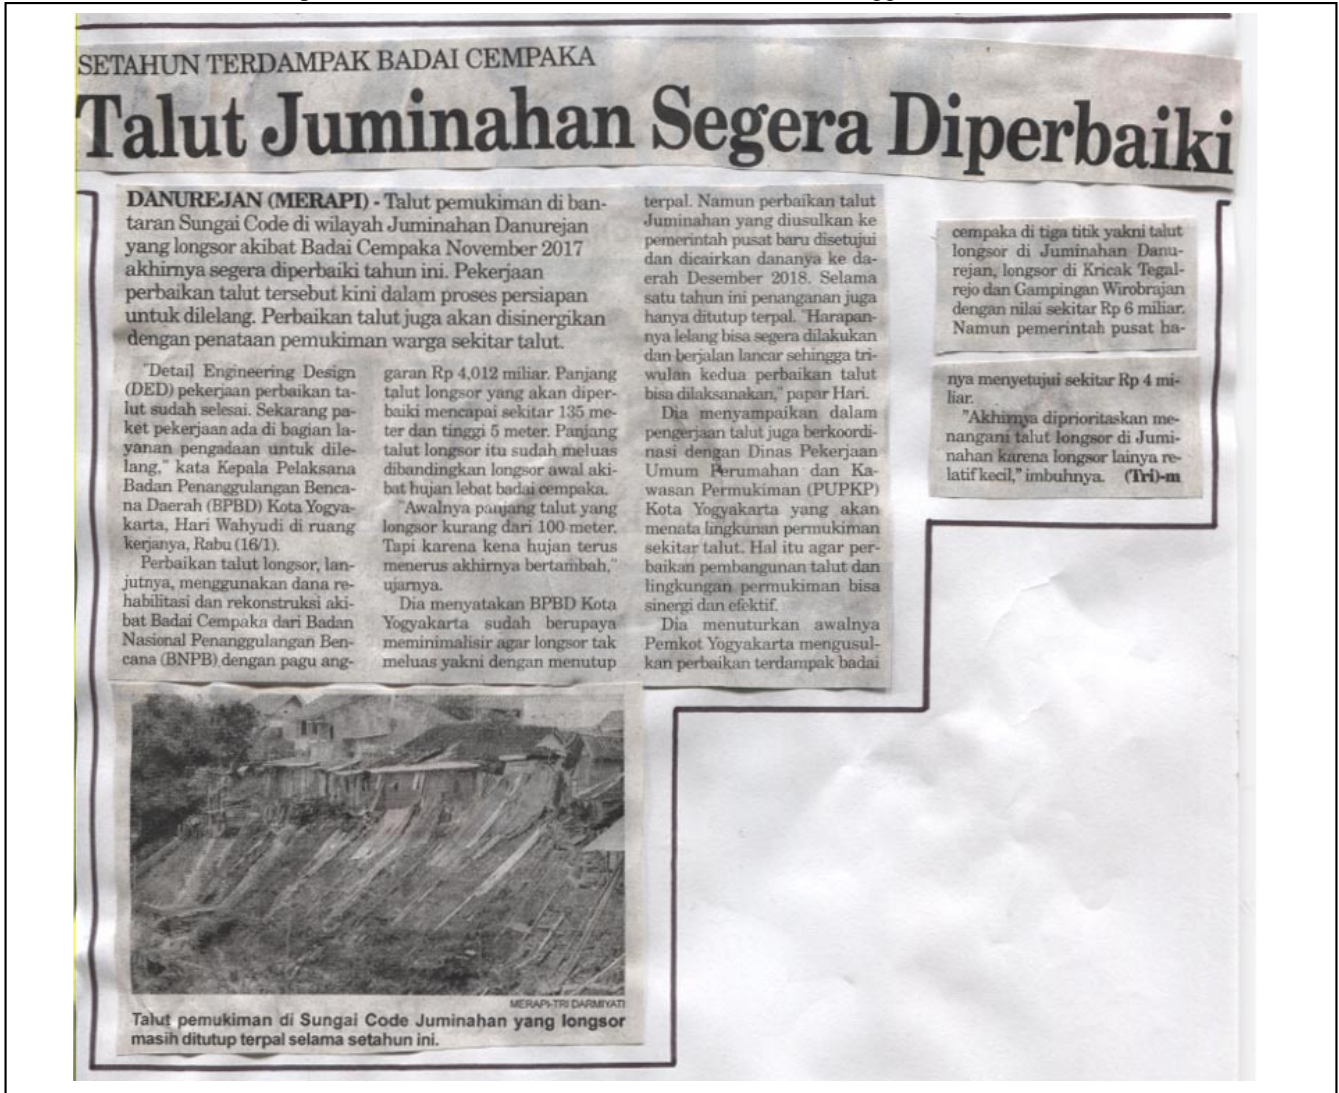 SETAHUN TERDAMPAK BADAI CEMPAKA
Talut Juminahan Segera Diperbaiki
DANUREJAN (MERAPI) - Talut pemukiman di ban-
taran Sungai Code di wilayah Juminahan Danurejan
yang longsor akibat Badai Cempaka November 2017
akhirnya segera diperbaiki tahun ini. Pekerjaan
perbaikan talut tersebut kini dalam proses persiapan
untuk dilelang. Perbaikan talut juga akan disinergikan
dengan penataan pemukiman warga sekitar talut.
"Detail Engineering Design
(DED) pekerjaan perbaikan ta-
lut sudah selesai. Sekarang pa-
ket pekerjaan ada di bagian la-
yanan pengadaan untuk dile-
lang," kata Kepala Pelaksana
Badan Penanggulangan Benca-
na Daerah (BPBD) Kota Yogya-
karta, Hari Wahyudi di ruang
kerjanya, Rabu (16/1).
Perbaikan talut longsor, lan-
jutnya, menggunakan dana re-
habilitasi dan rekonstruksi aki-
bat Badai Cempaka dari Badan
Nasional Penanggulangan Ben-
cana (BNPB) dengan pagu ang-
garan Rp 4,012 miliar. Panjang
talut longsor yang akan diper-
baiki mencapai sekitar 135 me-
ter dan tinggi 5 meter. Panjang
talut longsor itu sudah meluas
dibandingkan longsor awal aki-
bat hujan lebat badai cempaka.
"Awalnya panjang talut yang
longsor kurang dari 100 meter.
Tapi karena kena hujan terus
menerus akhirnya bertambah,"
ujarnya.
Dia menyatakan BPBD Kota
Yogyakarta sudah berupaya
meminimalisir agar longsor tak
meluas yakni dengan menutup
terpal. Namun perbaikan talut
Juminahan yang diusulkan ke
pemerintah pusat baru disetujui
dan dicairkan dananya ke da-
erah Desember 2018. Selama
satu tahun ini penanganan juga
hanya ditutup terpal. "Harapan-
nya lelang bisa segera dilakukan
dan berjalan lancar sehingga tri-
wulan kedua perbaikan talut
bisa dilaksanakan," papar Hari.
Dia menyampaikan dalam
pengerjaan talut juga berkoordi-
nasi dengan Dinas Pekerjaan
Umum Perumahan dan Ka-
wasan Permukiman (PUPKP)
Kota Yogyakarta yang akan
menata lingkunan permukiman
sekitar talut. Hal itu agar per-
baikan pembangunan talut dan
lingkungan permukiman bisa
sinergi dan efektif.
Dia menuturkan awalnya
Pemkot Yogyakarta mengusul-
kan perbaikan terdampak badai
cempaka di tiga titik yakni talut
longsor di Juminahan Danu-
rejan, longsor di Kricak Tegal-
rejo dan Gampingan Wirobrajan
dengan nilai sekitar Rp 6 miliar.
Namun pemerintah pusat ha-
nya menyetujui sekitar Rp 4 mi-
liar.
"Akhirnya diprioritaskan me-
nangani talut longsor di Jumi-
nahan karena longsor lainya re-
latif kecil," imbuhnya. (Tri)-m
MERAPI-TRI DARMIYATI
Talut pemukiman di Sungai Code Juminahan yang longsor
masih ditutup terpal selama setahun ini.